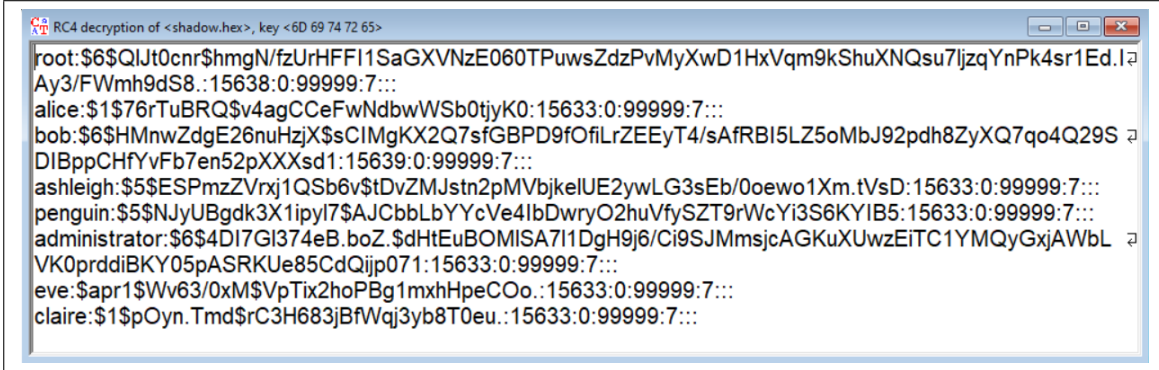 RC4 decryption of <shadow.hex>, key <6D 69 74 72 65>
root:$6$QlJt0cnr$hmgN/fzUrHFFI1SaGXVNzE060TPuwsZdzPvMyXwD1HxVqm9kShuXNQsu7ljzqYnPk4sr1Ed.I
Ay3/FWmh9dS8.:15638:0:99999:7:::
alice:$1$76rTuBRQ$v4agCCeFwNdbwWSb0tjyK0:15633:0:99999:7:::
bob:$6$HMnwZdgE26nuHzjX$sCIMgKX2Q7sfGBPD9fOfiLrZEEyT4/sAfRBI5LZ5oMbJ92pdh8ZyXQ7qo4Q29S
DIBppCHfYvFb7en52pXXXsd1:15639:0:99999:7:::
ashleigh:$5$ESPmzZVrxj1QSb6v$tDvZMJstn2pMVbjkelUE2ywLG3sEb/0oewo1Xm.tVsD:15633:0:99999:7:::
penguin:$5$NJyUBgdk3X1ipyl7$AJCbbLbYYcVe4IbDwryO2huVfySZT9rWcYi3S6KYIB5:15633:0:99999:7:::
administrator:$6$4DI7Gl374eB.boZ.$dHtEuBOMlSA7l1DgH9j6/Ci9SJMmsjcAGKuXUwzEiTC1YMQyGxjAWbL
VK0prddiBKY05pASRKUe85CdQijp071:15633:0:99999:7:::
eve:$apr1$Wv63/0xM$VpTix2hoPBg1mxhHpeCOo.:15633:0:99999:7:::
claire:$1$pOyn.Tmd$rC3H683jBfWqj3yb8T0eu.:15633:0:99999:7:::